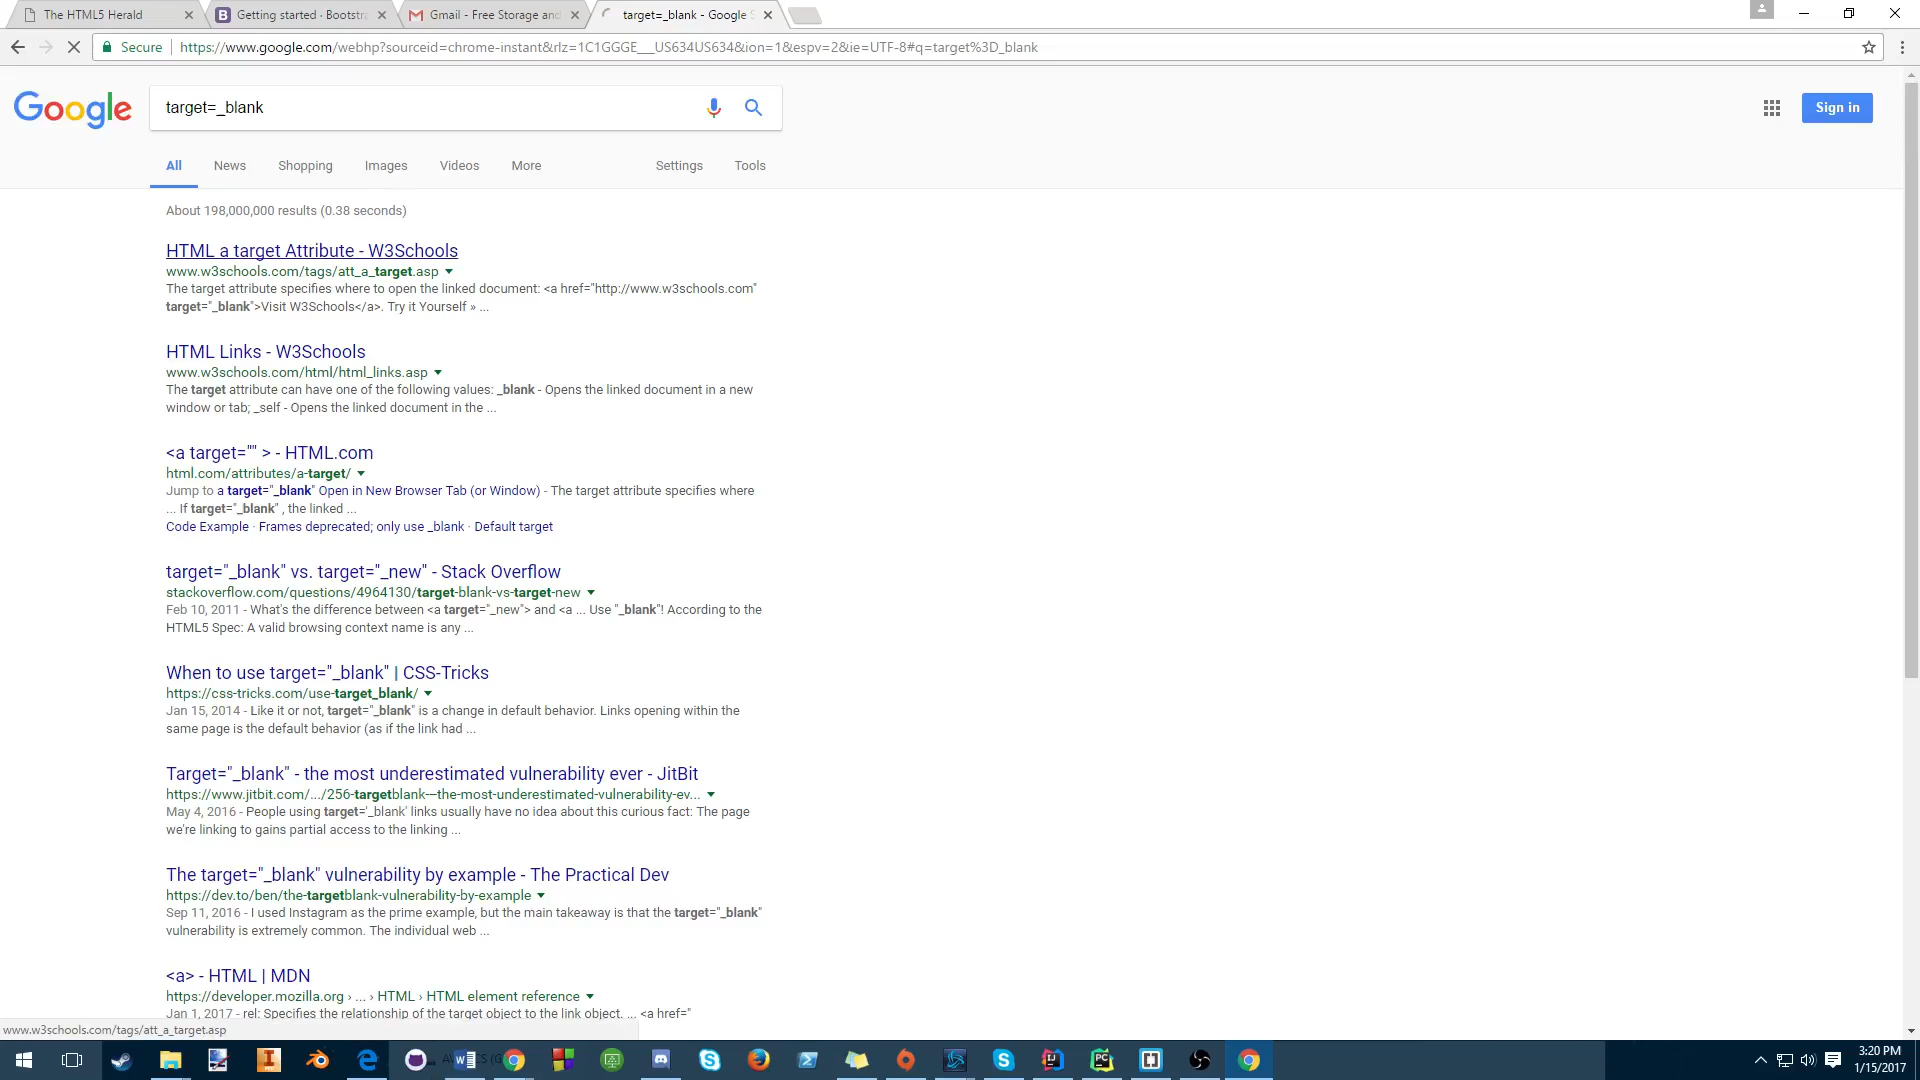 The HTML5 Herald
Getting started · Bootstr
Gmail - Free Storage and
target=_blank - Google S
Secure
https://www.google.com/webhp?sourceid=chrome-instant&rlz=1C1GGGE___US634US634&ion=1&espv=2&ie=UTF-8#q=target%3D_blank
Google
target=_blank
Sign in
All News Shopping Images Videos More Settings Tools
About 198,000,000 results (0.38 seconds)
HTML a target Attribute - W3Schools
www.w3schools.com/tags/att_a_target.asp
The target attribute specifies where to open the linked document: <a href="http://www.w3schools.com"
target="_blank">Visit W3Schools</a>. Try it Yourself » ...
HTML Links - W3Schools
www.w3schools.com/html/html_links.asp
The target attribute can have one of the following values: _blank - Opens the linked document in a new
window or tab; _self - Opens the linked document in the ...
<a target="" > - HTML.com
html.com/attributes/a-target/
Jump to a target="_blank" Open in New Browser Tab (or Window) - The target attribute specifies where
... If target="_blank" , the linked ...
Code Example · Frames deprecated; only use _blank · Default target
target="_blank" vs. target="_new" - Stack Overflow
stackoverflow.com/questions/4964130/target-blank-vs-target-new
Feb 10, 2011 - What's the difference between <a target="_new"> and <a ... Use "_blank"! According to the
HTML5 Spec: A valid browsing context name is any ...
When to use target="_blank" | CSS-Tricks
https://css-tricks.com/use-target_blank/
Jan 15, 2014 - Like it or not, target="_blank" is a change in default behavior. Links opening within the
same page is the default behavior (as if the link had ...
Target="_blank" - the most underestimated vulnerability ever - JitBit
https://www.jitbit.com/.../256-targetblank---the-most-underestimated-vulnerability-ev...
May 4, 2016 - People using target='_blank' links usually have no idea about this curious fact: The page
we're linking to gains partial access to the linking ...
The target="_blank" vulnerability by example - The Practical Dev
https://dev.to/ben/the-targetblank-vulnerability-by-example
Sep 11, 2016 - I used Instagram as the prime example, but the main takeaway is that the target="_blank"
vulnerability is extremely common. The individual web ...
<a> - HTML | MDN
https://developer.mozilla.org › ... › HTML › HTML element reference
Jan 1, 2017 - rel: Specifies the relationship of the target object to the link object. ... <a href="
www.w3schools.com/tags/att_a_target.asp
3:20 PM
1/15/2017